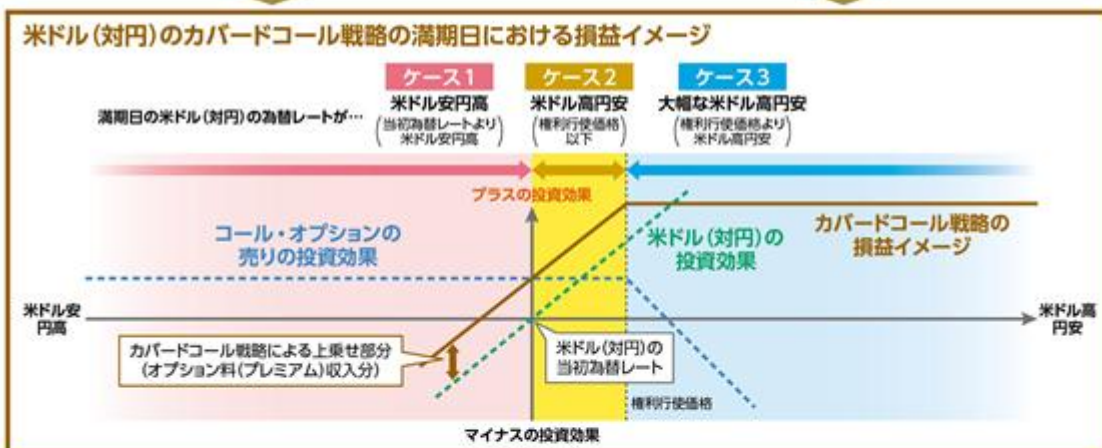 米ドル(対円)のカバードコール戦略の満期日における損益イメージ
ケース1
ケース2
ケース3
満期日の米ドル(対円)の為替レートが…
米ドル安円高
(当初為替レートより
米ドル安円高)
米ドル高円安
(権利行使価格
以下)
大幅な米ドル高円安
(権利行使価格より
米ドル高円安)
プラスの投資効果
コール・オプションの
売りの投資効果
米ドル(対円)の
投資効果
カバードコール戦略の
損益イメージ
米ドル安
円高
米ドル高
円安
カバードコール戦略による上乗せ部分
(オプション料(プレミアム)収入分)
米ドル(対円)の
当初為替レート
権利行使価格
マイナスの投資効果